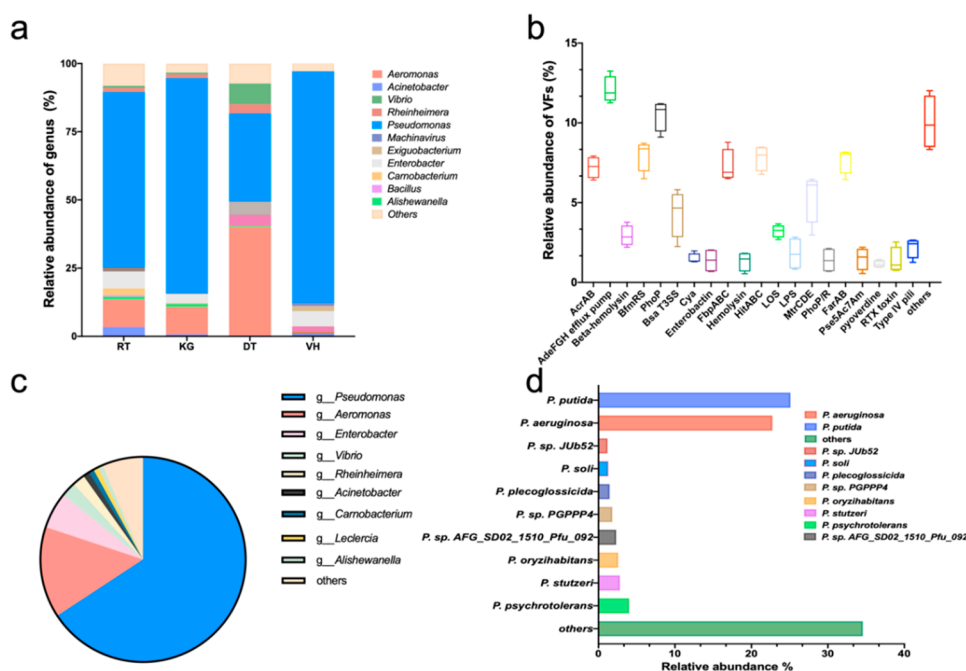 a
Relative abundance of genus (%)
100
75
50
25
0
RT KG DT VH
Aeromonas
Acinetobacter
Vibrio
Rheinheimera
Pseudomonas
Machinavirus
Exiguobacterium
Enterobacter
Carnobacterium
Bacillus
Alishewanella
Others
b
Relative abundance of VFs (%)
15
10
5
0
AcrAB
AdeFGH efflux pump
Beta-hemolysin
BfmRS
PhoP
Bsa T3SS
Cya
Enterobactin
FbpABC
Hemolysin
HitABC
LOS
LPS
MtrCDE
PhoP/R
FarAB
Pse5Ac7Am
pyoverdine
RTX toxin
Type IV pili
others
c
g__Pseudomonas
g__Aeromonas
g__Enterobacter
g__Vibrio
g__Rheinheimera
g__Acinetobacter
g__Carnobacterium
g__Leclercia
g__Alishewanella
others
d
P. putida
P. aeruginosa
P. sp. JUb52
P. soli
P. plecoglossicida
P. sp. PGPPP4
P. sp. AFG_SD02_1510_Pfu_092
P. oryzihabitans
P. stutzeri
P. psychrotolerans
others
0 10 20 30 40
Relative abundance %
P. aeruginosa
P. putida
others
P. sp. JUb52
P. soli
P. plecoglossicida
P. sp. PGPPP4
P. oryzihabitans
P. stutzeri
P. psychrotolerans
P. sp. AFG_SD02_1510_Pfu_092